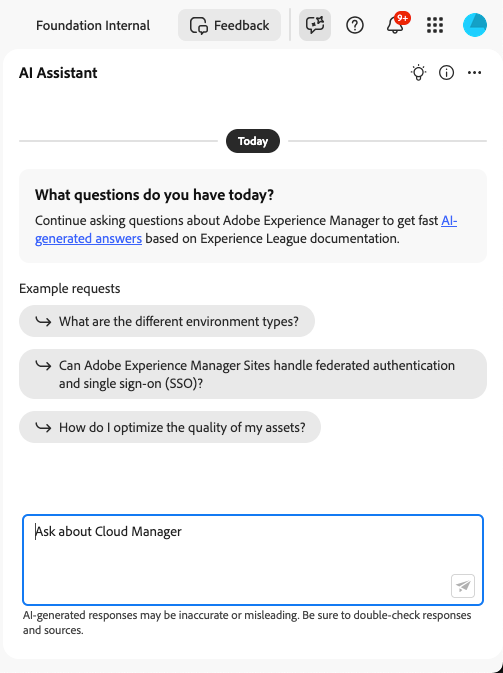 Foundation Internal
Feedback
9+
AI Assistant
Today
What questions do you have today?
Continue asking questions about Adobe Experience Manager to get fast AI-
generated answers based on Experience League documentation.
Example requests
What are the different environment types?
Can Adobe Experience Manager Sites handle federated authentication
and single sign-on (SSO)?
How do I optimize the quality of my assets?
Ask about Cloud Manager
AI-generated responses may be inaccurate or misleading. Be sure to double-check responses
and sources.